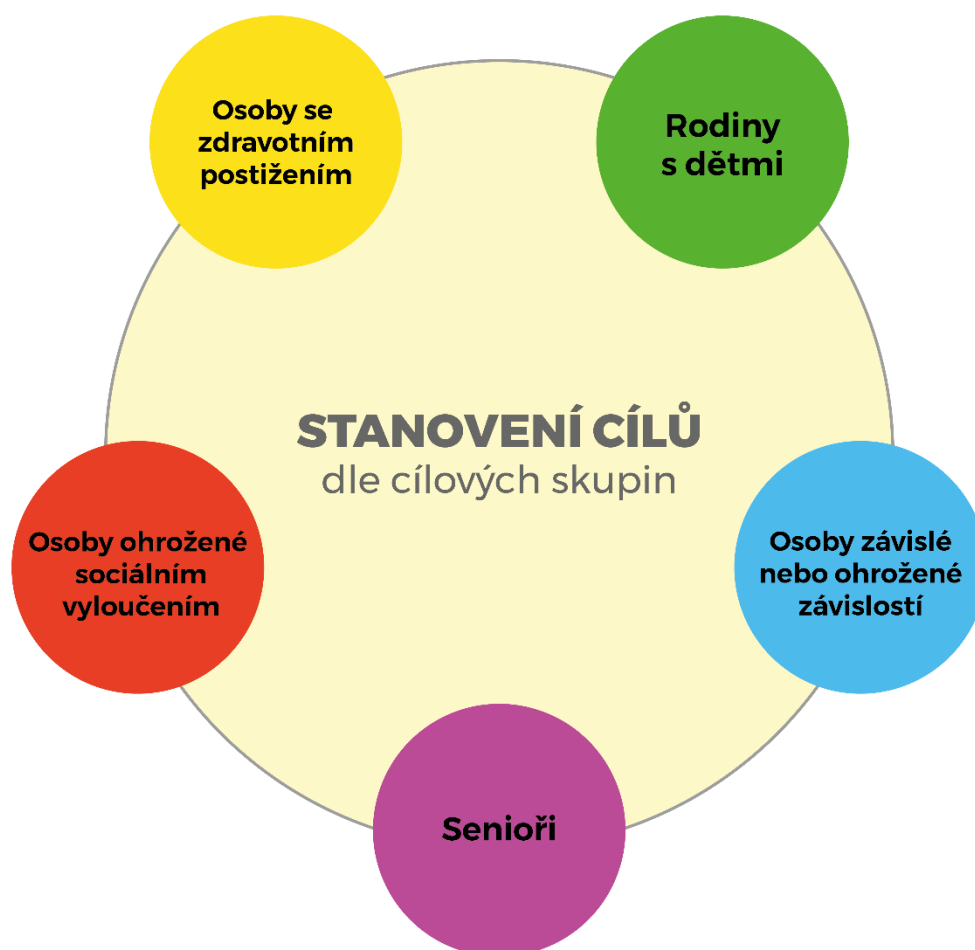 Osoby se
zdravotním
postižením
Rodiny
s dětmi
STANOVENÍ CÍLŮ
dle cílových skupin
Osoby ohrožené
sociálním
vyloučením
Osoby závislé
nebo ohrožené
závislostí
Senioři